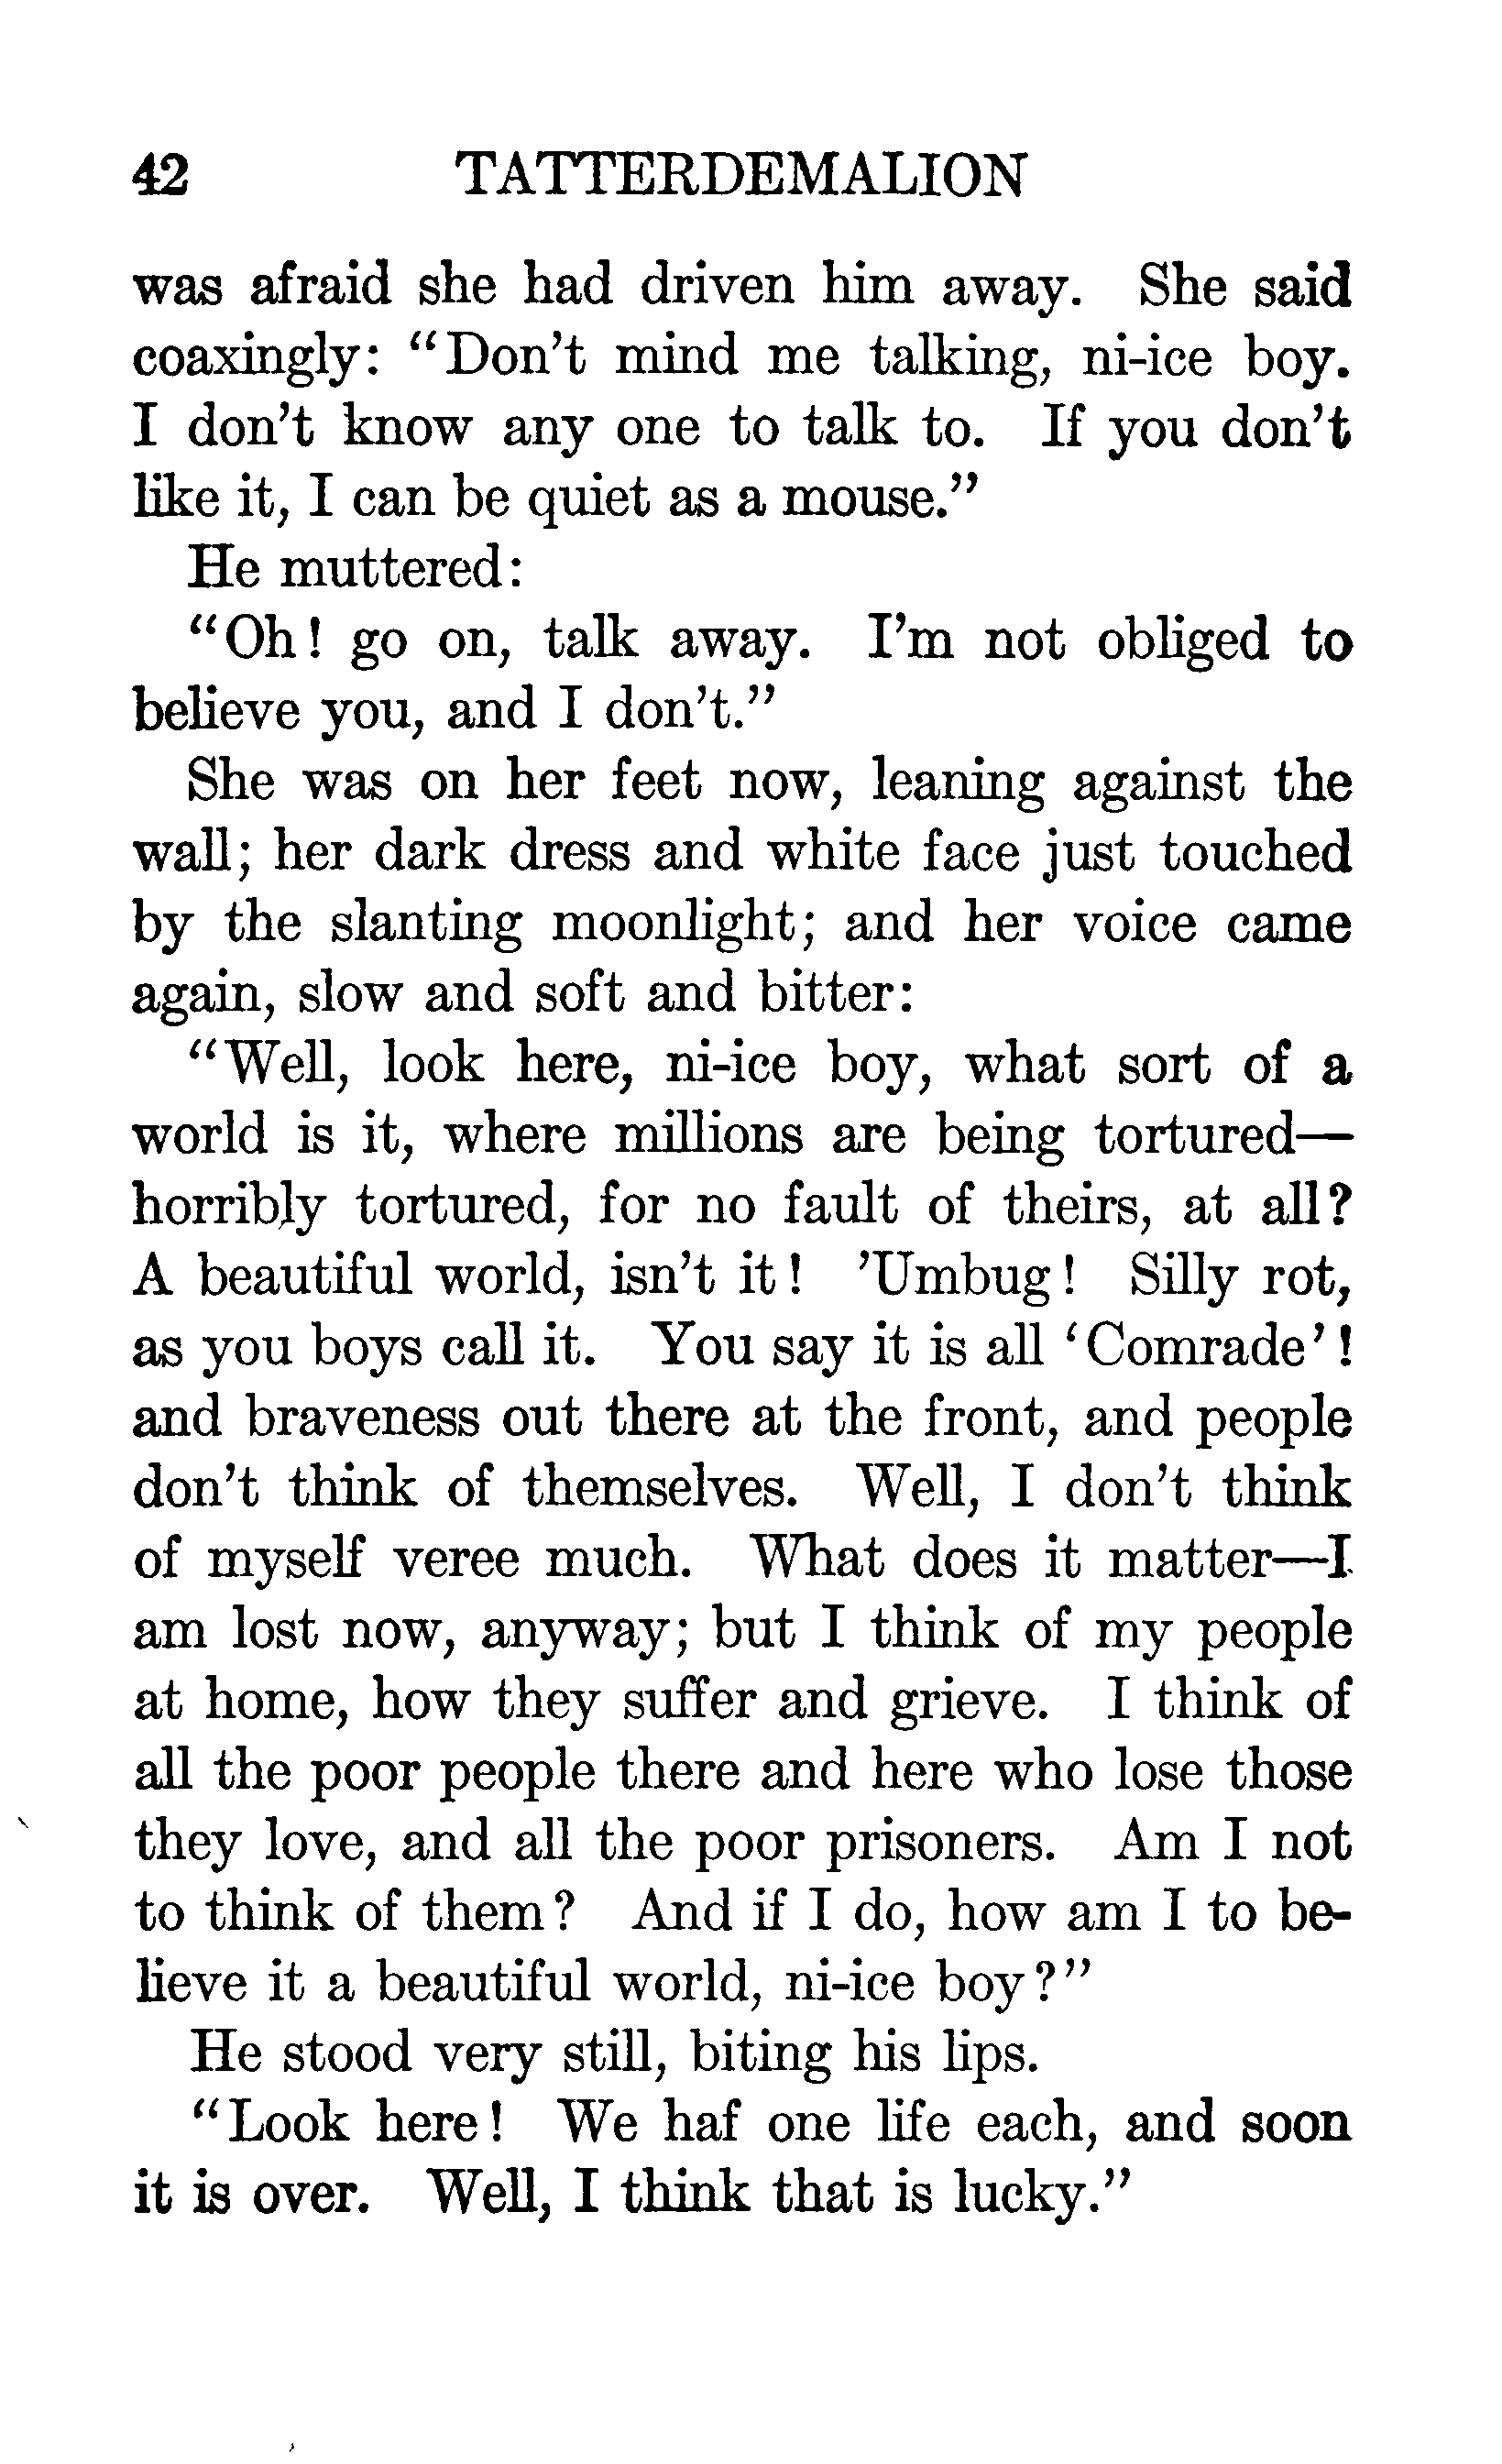 42 TATTERDEMALION
was afraid she had driven him away. She said
coaxingly: “Don’t mind me talking, ni-ice boy.
I don’t know any one to talk to. If you don’t
like it, I can be quiet as a mouse.”
He muttered:
“Oh! go on, talk away. I’m not obliged to
believe you, and I don’t.”
She was on her feet now, leaning against the
wall; her dark dress and white face just touched
by the slanting moonlight; and her voice came
again, slow and soft and bitter:
“Well, look here, ni-ice boy, what sort of a
world is it, where millions are being tortured—
horribly tortured, for no fault of theirs, at all?
A beautiful world, isn’t it! ’Umbug! Silly rot,
as you boys call it. You say it is all ‘Comrade’!
and braveness out there at the front, and people
don’t think of themselves. Well, I don’t think
of myself veree much. What does it matter—I
am lost now, anyway; but I think of my people
at home, how they suffer and grieve. I think of
all the poor people there and here who lose those
they love, and all the poor prisoners. Am I not
to think of them? And if I do, how am I to be-
lieve it a beautiful world, ni-ice boy?”
He stood very still, biting his lips.
“Look here! We haf one life each, and soon
it is over. Well, I think that is lucky.”